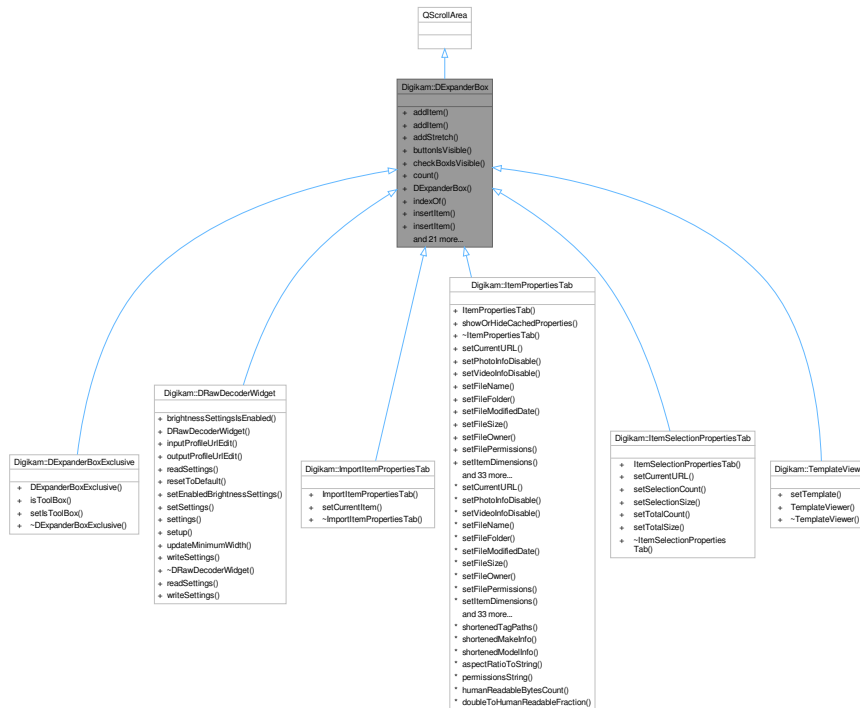 QScrollArea
Digikam::DExpanderBox
+ addItem()
+ addItem()
+ addStretch()
+ buttonIsVisible()
+ checkBoxIsVisible()
+ count()
+ DExpanderBox()
+ indexOf()
+ insertItem()
+ insertItem()
and 21 more...
Digikam::DExpanderBoxExclusive
+ DExpanderBoxExclusive()
+ isToolBox()
+ setIsToolBox()
+ ~DExpanderBoxExclusive()
Digikam::DRawDecoderWidget
+ brightnessSettingsIsEnabled()
+ DRawDecoderWidget()
+ inputProfileUrlEdit()
+ outputProfileUrlEdit()
+ readSettings()
+ resetToDefault()
+ setEnabledBrightnessSettings()
+ setSettings()
+ settings()
+ setup()
+ updateMinimumWidth()
+ writeSettings()
+ ~DRawDecoderWidget()
+ readSettings()
+ writeSettings()
Digikam::ImportItemPropertiesTab
+ ImportItemPropertiesTab()
+ setCurrentItem()
+ ~ImportItemPropertiesTab()
Digikam::ItemPropertiesTab
+ ItemPropertiesTab()
+ showOrHideCachedProperties()
+ ~ItemPropertiesTab()
+ setCurrentURL()
+ setPhotoInfoDisable()
+ setVideoInfoDisable()
+ setFileName()
+ setFileFolder()
+ setFileModifiedDate()
+ setFileSize()
+ setFileOwner()
+ setFilePermissions()
+ setItemDimensions()
and 33 more...
* setCurrentURL()
* setPhotoInfoDisable()
* setVideoInfoDisable()
* setFileName()
* setFileFolder()
* setFileModifiedDate()
* setFileSize()
* setFileOwner()
* setFilePermissions()
* setItemDimensions()
and 33 more...
* shortenedTagPaths()
* shortenedMakeInfo()
* shortenedModelInfo()
* aspectRatioToString()
* permissionsString()
* humanReadableBytesCount()
* doubleToHumanReadableFraction()
Digikam::ItemSelectionPropertiesTab
+ ItemSelectionPropertiesTab()
+ setCurrentURL()
+ setSelectionCount()
+ setSelectionSize()
+ setTotalCount()
+ setTotalSize()
+ ~ItemSelectionProperties
Tab()
Digikam::TemplateViewer
+ setTemplate()
+ TemplateViewer()
+ ~TemplateViewer()